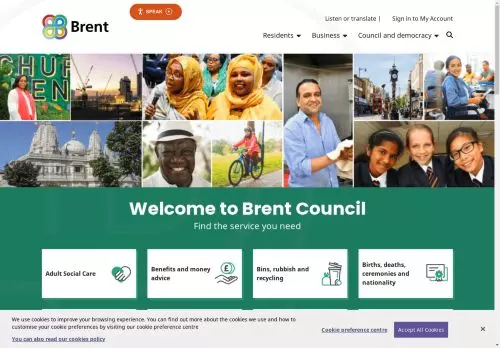 SPEAK
Listen or translate |
Sign in to My Account
Brent
Residents
Business
Council and democracy
CHUR
EN
Welcome to Brent Council
Find the service you need
Adult Social Care
Benefits and money
advice
Bins, rubbish and
recycling
Births, deaths,
ceremonies and
nationality
We use cookies to improve your browsing experience. You can find out more about the cookies we use and how to
customise your cookie preferences by visiting our cookie preference centre
You can also read our cookies policy
Cookie preference centre
Accept All Cookies